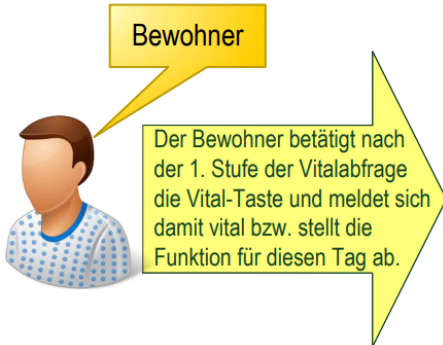 Bewohner
Der Bewohner betätigt nach
der 1. Stufe der Vitalabfrage
die Vital-Taste und meldet sich
damit vital bzw. stellt die
Funktion für diesen Tag ab.